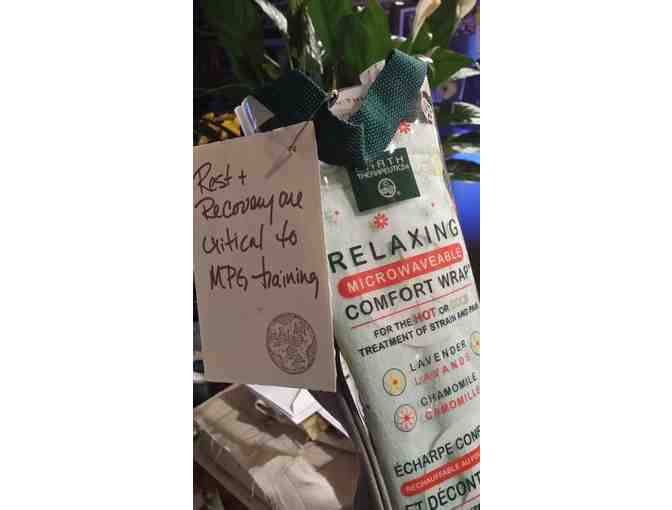 Rest +
Recovery are
critical to
MPG training
EARTH
THERAPEUTICS
RELAXING
MICROWAVEABLE
COMFORT WRAP
FOR THE HOT OR COLD
TREATMENT OF STRAIN AND PAIN
LAVENDER
LAVANDE
CHAMOMILE
CAMOMILLE
ÉCHARPE CONF
RECHAUFFABLE AU
ET DÉCONT